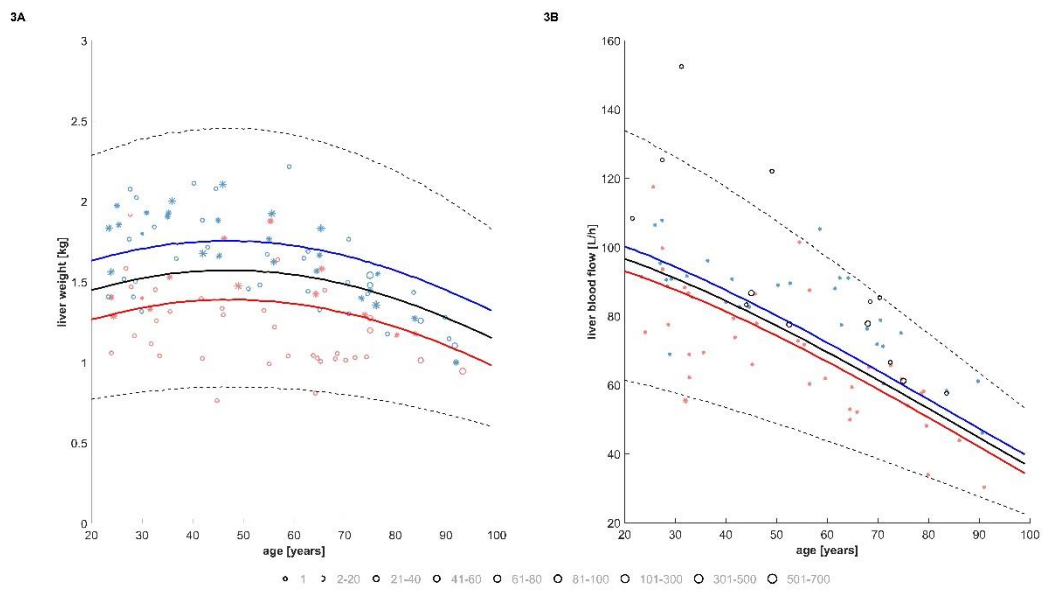 3A
3B
3
2.5
2
1.5
1
0.5
0
liver weight [kg]
20 30 40 50 60 70 80 90 100
age [years]
160
140
120
100
80
60
40
20
liver blood flow [L/h]
20 30 40 50 60 70 80 90 100
age [years]
1 2-20 21-40 41-60 61-80 81-100 101-300 301-500 501-700